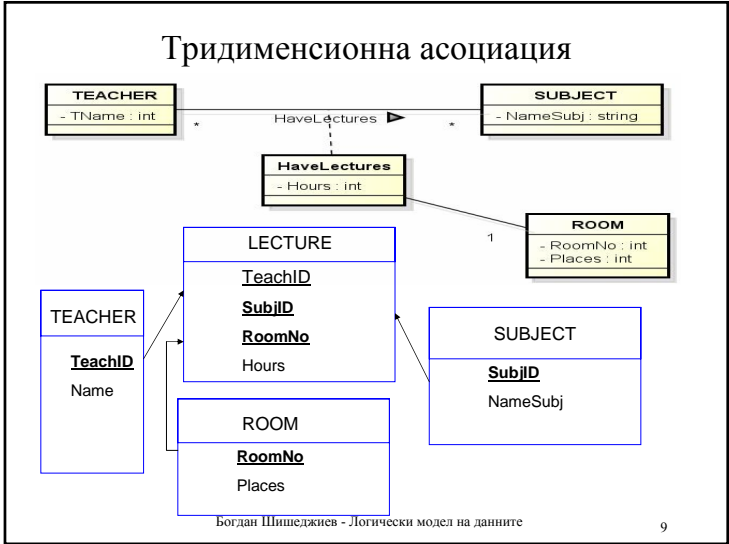 Тридименсионна асоциация
TEACHER
- TName : int
*
HaveLectures
*
SUBJECT
- NameSubj : string
HaveLectures
- Hours : int
1
ROOM
- RoomNo : int
- Places : int
LECTURE
TeachID
SubjID
RoomNo
Hours
TEACHER
TeachID
Name
SUBJECT
SubjID
NameSubj
ROOM
RoomNo
Places
Богдан Шишеджиев - Логически модел на данните
9